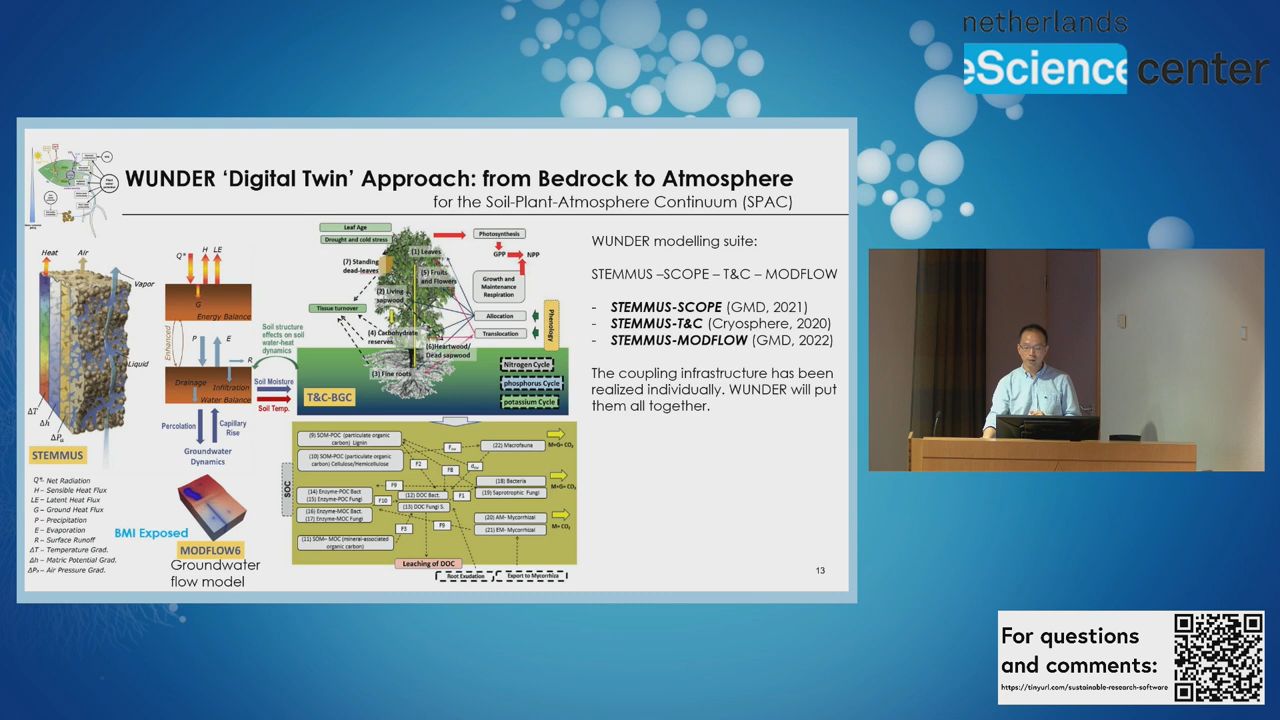 netherlands
eScience center
WUNDER ‘Digital Twin’ Approach: from Bedrock to Atmosphere
for the Soil-Plant-Atmosphere Continuum (SPAC)
Heat
Air
Vapor
Liquid
ΔT
Δh
STEMMUS
Q*
H LE
G
Energy Balance
Enhanced
P
E
R
Drainage
Infiltration
Water Balance
Percolation
Capillary
Rise
Groundwater
Dynamics
Soil structure
effects on soil
water-heat
dynamics
Soil Moisture
Soil Temp.
Q*- Net Radiation
H – Sensible Heat Flux
LE – Latent Heat Flux
G – Ground Heat Flux
P – Precipitation
E – Evaporation
R – Surface Runoff
ΔT – Temperature Grad.
Δh – Matric Potential Grad.
– Air Pressure Grad.
BMI Exposed
MODFLOW6
Groundwater
flow model
Leaf Age
Drought and cold stress
(7) Standing
dead-leaves
(1) Leaves
(5) Fruits
and Flowers
(2) Living
sapwood
Tissue turnover
(4) Carbohydrate
reserves
(6)Heartwood/
Dead sapwood
(3) Fine roots
T&C-BGC
Photosynthesis
GPP
NPP
Growth and
Maintenance
Respiration
Allocation
Translocation
Phenology
Nitrogen Cycle
phosphorus Cycle
potassium Cycle
SOC
(9) SOM-POC (particulate organic
carbon) Lignin
(10) SOM-POC (particulate organic
carbon) Cellulose/Hemicellulose
(14) Enzyme-POC Bact
(15) Enzyme-POC Fungi
(16) Enzyme-MOC Bact.
(17) Enzyme-MOC Fungi
(11) SOM– MOC (mineral-associated
organic carbon)
(12) DOC Bact.
(13) DOC Fungi S.
(22) Macrofauna
(18) Bacteria
(19) Saprotrophic Fungi
(20) AM- Mycorrhizal
(21) EM- Mycorrhizal
F2
F8
F9
F1
F10
F3
F9
M+G+ CO₂
M+G+ CO₂
M+ CO₂
Leaching of DOC
Root Exudation
Export to Mycorrhiza
WUNDER modelling suite:
STEMMUS –SCOPE – T&C – MODFLOW
- STEMMUS-SCOPE (GMD, 2021)
- STEMMUS-T&C (Cryosphere, 2020)
- STEMMUS-MODFLOW (GMD, 2022)
The coupling infrastructure has been
realized inividually. WUNDER will put
them all together.
13
For questions
and comments:
https://tinyurl.com/sustainable-research-software